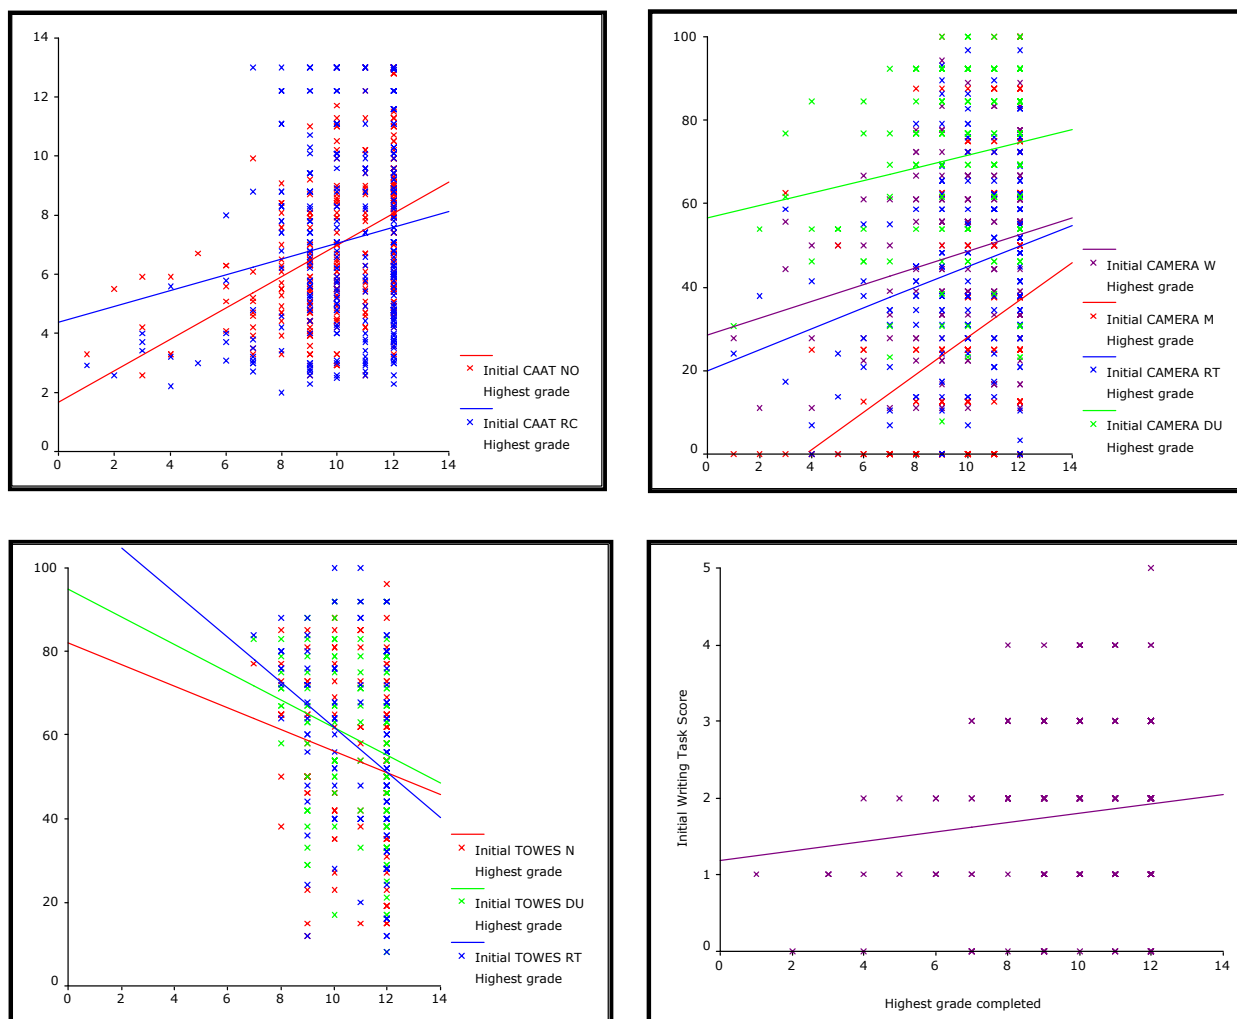 14
12
10
8
6
4
2
0
0 2 4 6 8 10 12 14
Initial CAAT NO
Highest grade
Initial CAAT RC
Highest grade
100
80
60
40
20
0
0 2 4 6 8 10 12 14
Initial CAMERA W
Highest grade
Initial CAMERA M
Highest grade
Initial CAMERA RT
Highest grade
Initial CAMERA DU
Highest grade
100
80
60
40
20
0
0 2 4 6 8 10 12 14
Initial TOWES N
Highest grade
Initial TOWES DU
Highest grade
Initial TOWES RT
Highest grade
Initial Writing Task Score
5
4
3
2
1
0
0 2 4 6 8 10 12 14
Highest grade completed